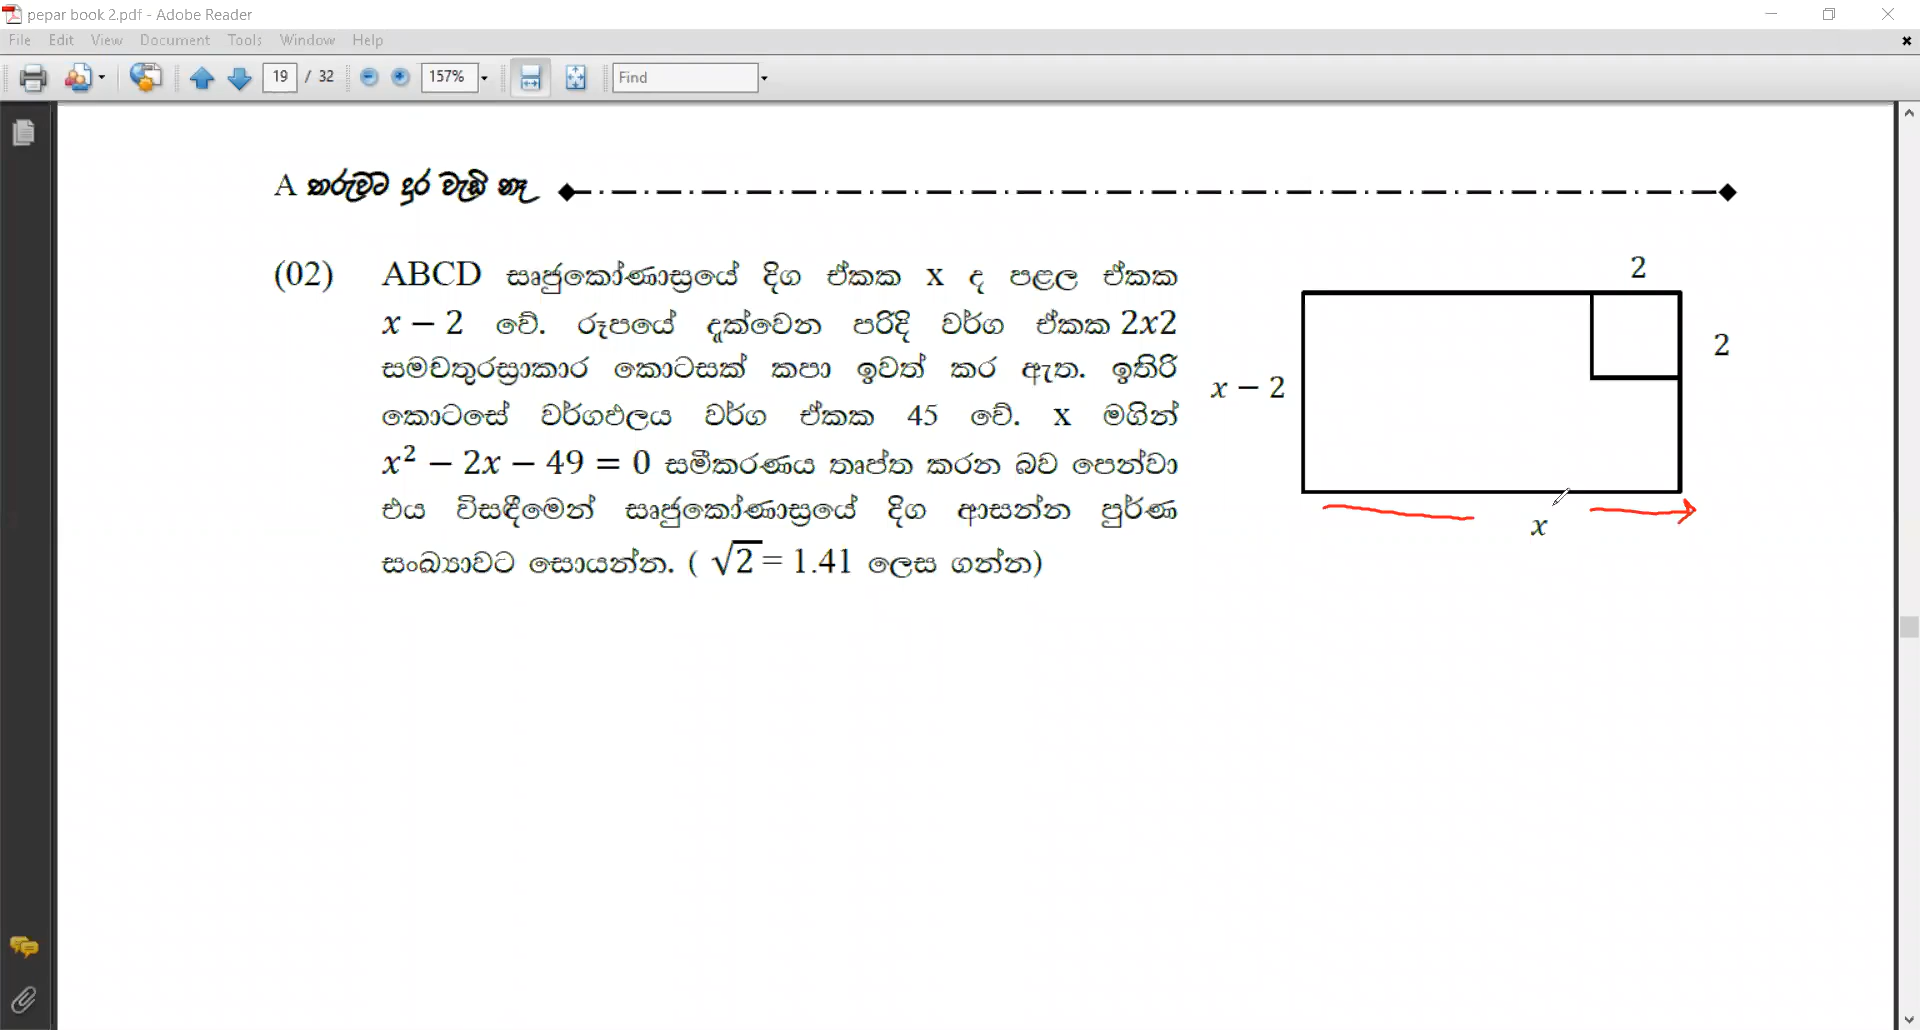 pepar book 2.pdf - Adobe Reader
File Edit View Document Tools Window Help
19 / 32 157% Find
A තරුවට දුර වැඩි නෑ
(02) ABCD සෘජුකෝණාස්‍රයේ දිග ඒකක x ද පළල ඒකක
x − 2 වේ. රූපයේ දැක්වෙන පරිදි වර්ග ඒකක 2x2
සමචතුරස්‍රාකාර කොටසක් කපා ඉවත් කර ඇත. ඉතිරි
කොටසේ වර්ගඵලය වර්ග ඒකක 45 වේ. x මගින්
x² − 2x − 49 = 0 සමීකරණය තෘප්ත කරන බව පෙන්වා
එය විසඳීමෙන් සෘජුකෝණාස්‍රයේ දිග ආසන්න පුර්ණ
සංඛ්‍යාවට සොයන්න. ( √2 = 1.41 ලෙස ගන්න)
2
2
x − 2
x